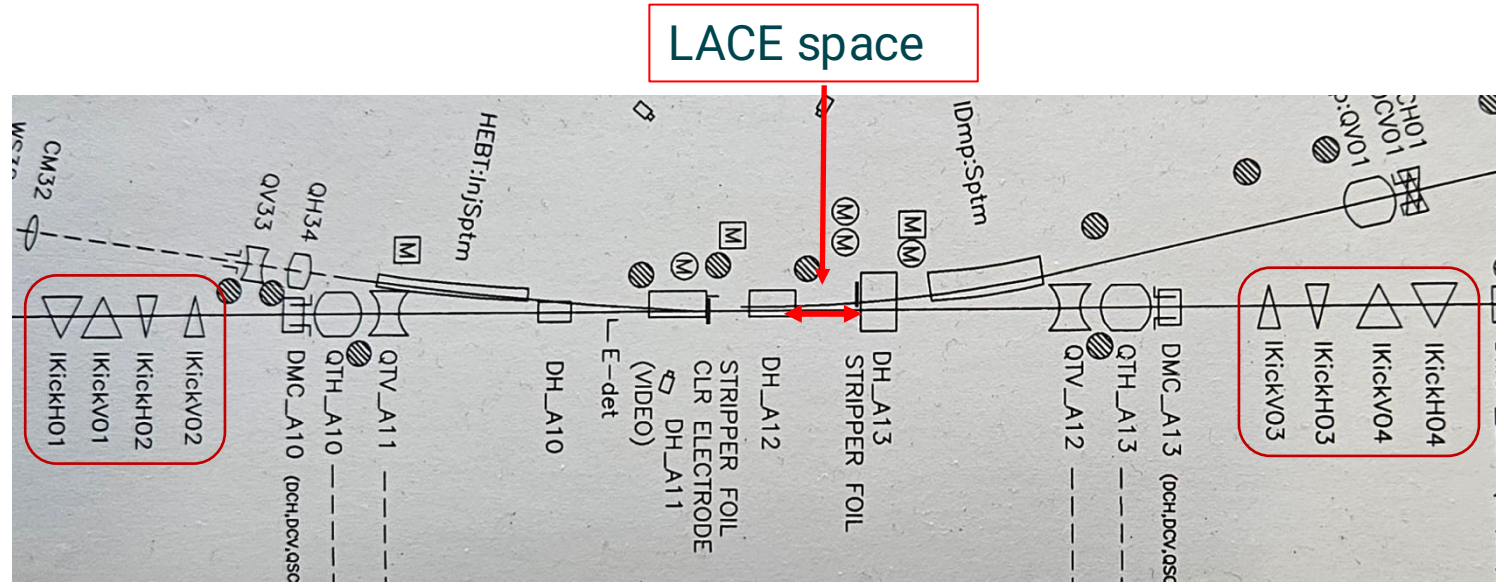 LACE space
WS
CM32
QV33
QH34
M
HEBT:InjSptm
M
M
M
M
M
M
IDmp:Sptm
:QV01
DCV01
CH01
IKickH01
IKickV01
IKickH02
IKickV02
DMC_A10 (DCH,DCV,QSC
QTH_A10
QTV_A11
DH_A10
E-det
(VIDEO)
DH_A11
CLR ELECTRODE
STRIPPER FOIL
DH_A12
STRIPPER FOIL
DH_A13
QTV_A12
QTH_A13
DMC_A13 (DCH,DCV,QSC
IKickV03
IKickH03
IKickV04
IKickH04